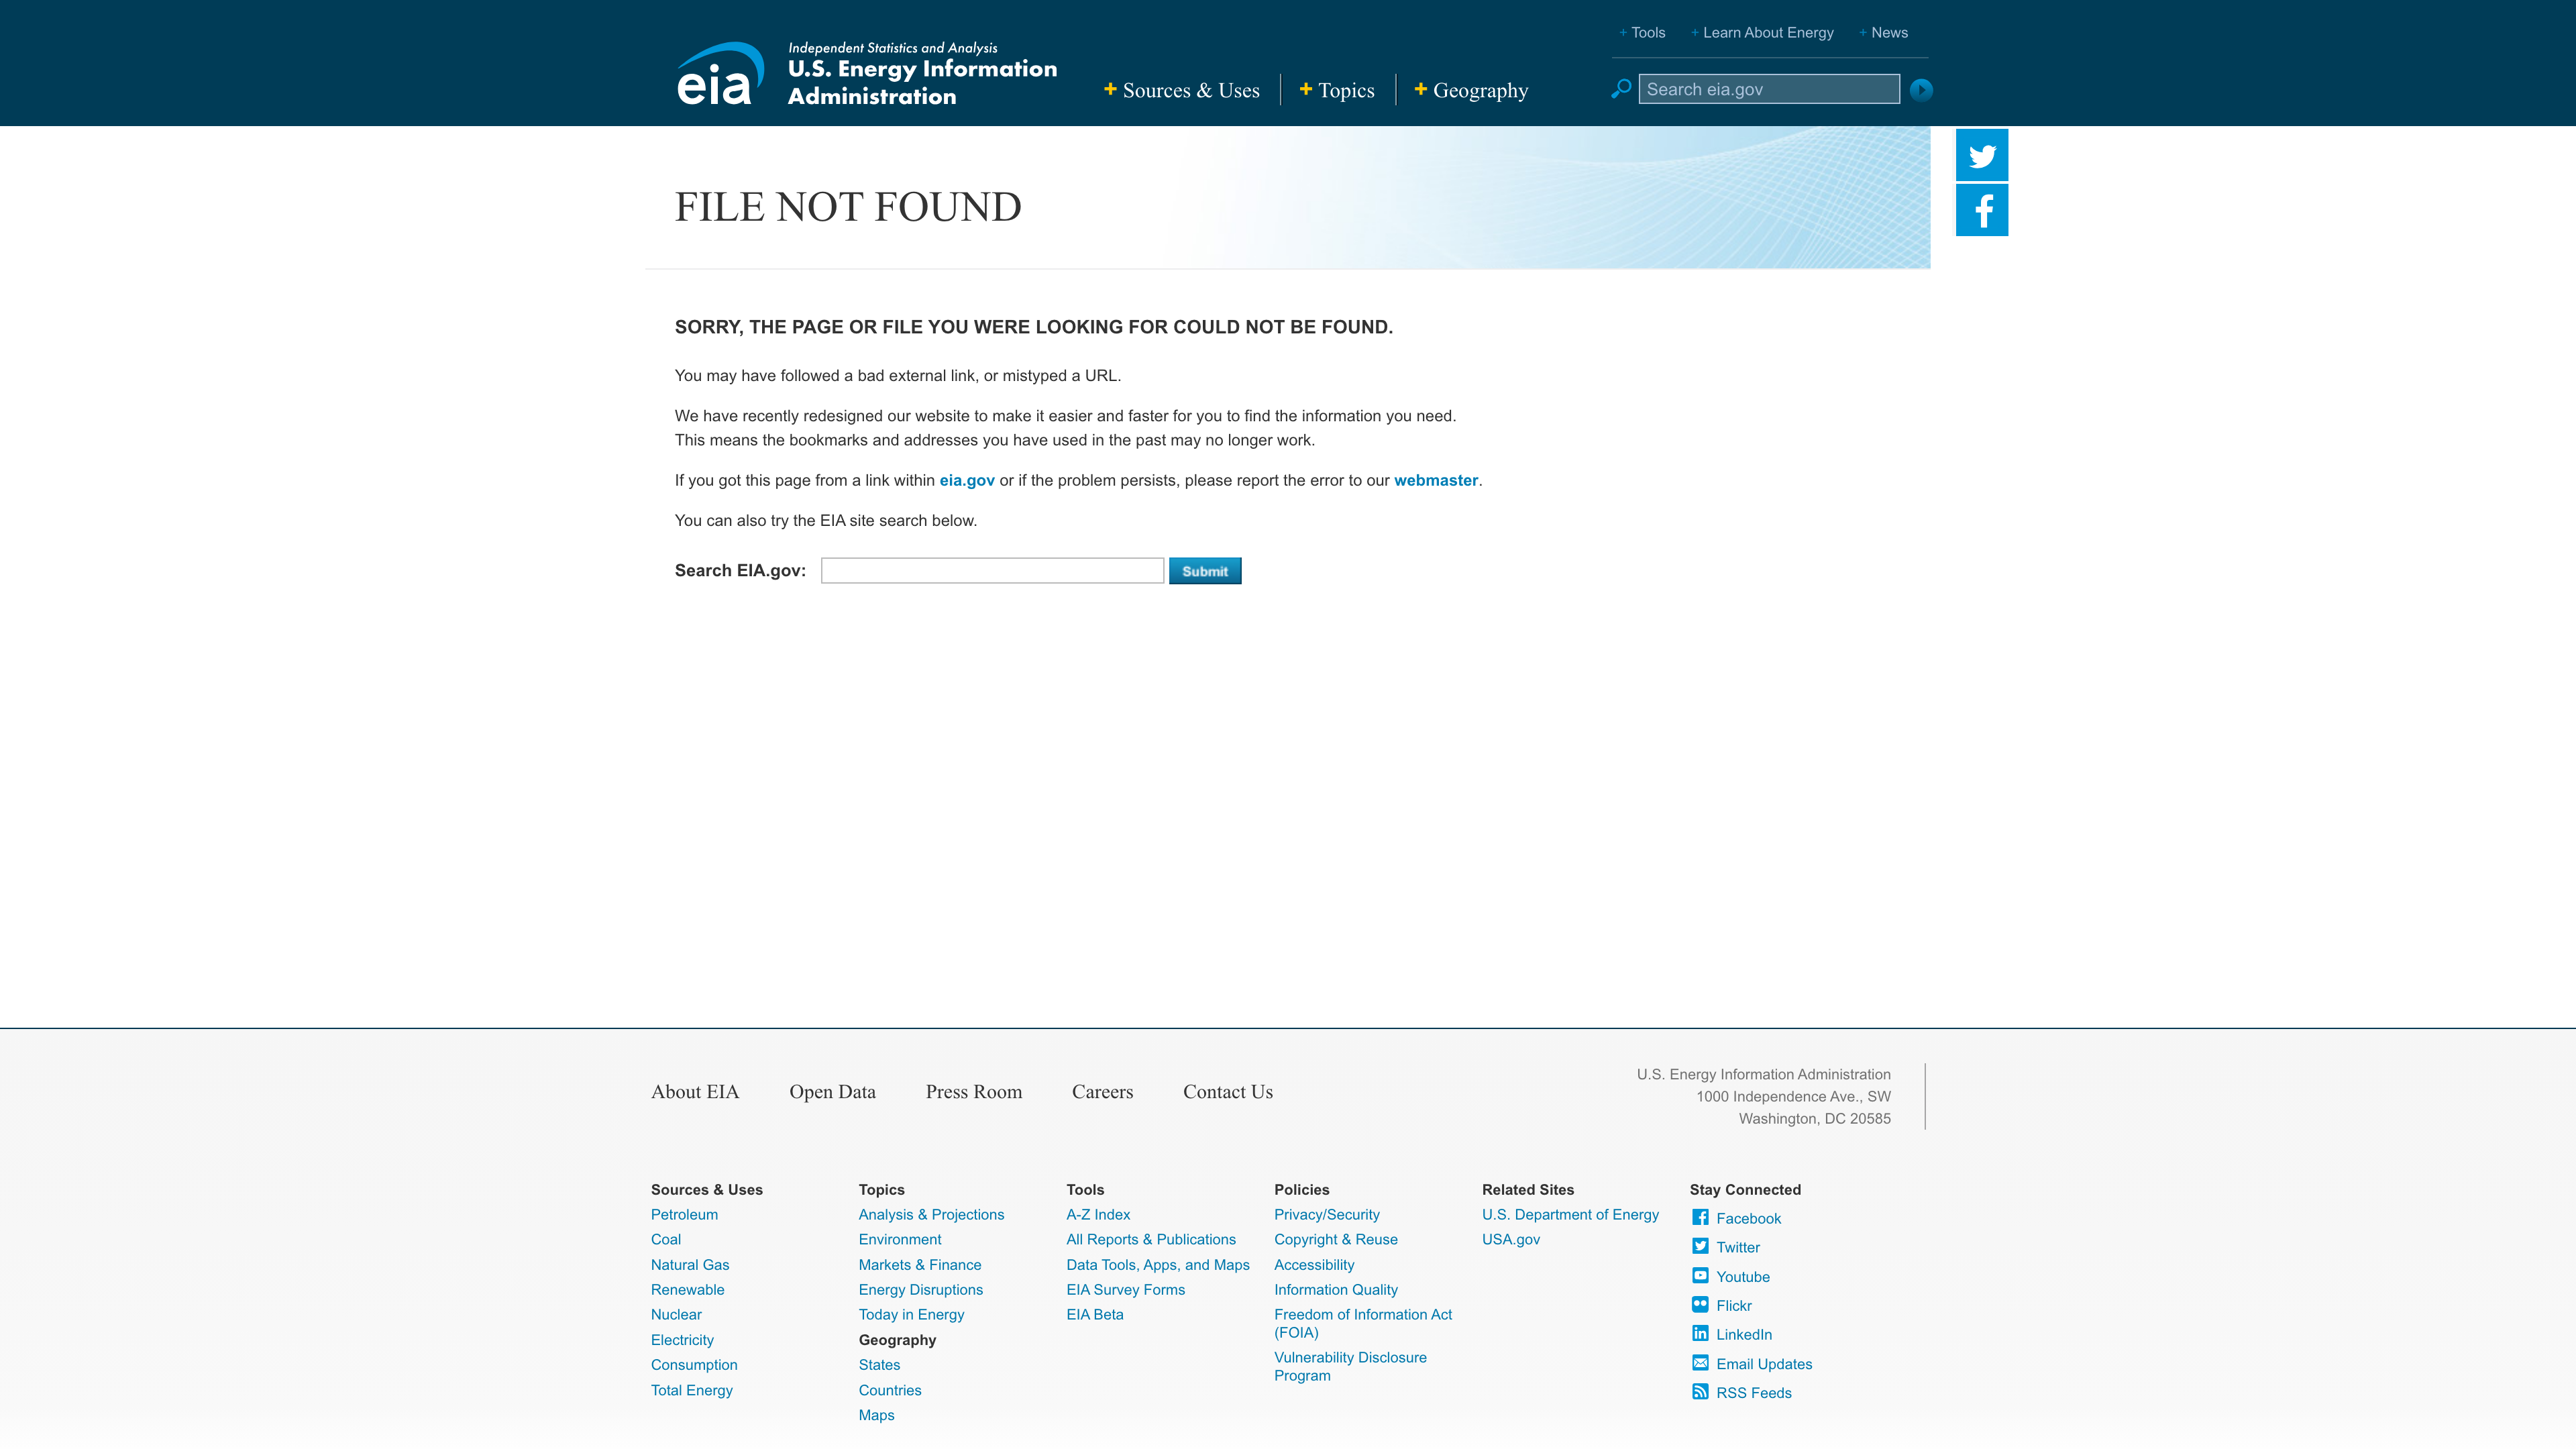 + Tools + Learn About Energy + News
Independent Statistics and Analysis
eia U.S. Energy Information
Administration
+ Sources & Uses + Topics + Geography
Search eia.gov
FILE NOT FOUND
SORRY, THE PAGE OR FILE YOU WERE LOOKING FOR COULD NOT BE FOUND.
You may have followed a bad external link, or mistyped a URL.
We have recently redesigned our website to make it easier and faster for you to find the information you need.
This means the bookmarks and addresses you have used in the past may no longer work.
If you got this page from a link within eia.gov or if the problem persists, please report the error to our webmaster.
You can also try the EIA site search below.
Search EIA.gov: Submit
About EIA Open Data Press Room Careers Contact Us
U.S. Energy Information Administration
1000 Independence Ave., SW
Washington, DC 20585
Sources & Uses
Petroleum
Coal
Natural Gas
Renewable
Nuclear
Electricity
Consumption
Total Energy
Topics
Analysis & Projections
Environment
Markets & Finance
Energy Disruptions
Today in Energy
Geography
States
Countries
Maps
Tools
A-Z Index
All Reports & Publications
Data Tools, Apps, and Maps
EIA Survey Forms
EIA Beta
Policies
Privacy/Security
Copyright & Reuse
Accessibility
Information Quality
Freedom of Information Act
(FOIA)
Vulnerability Disclosure
Program
Related Sites
U.S. Department of Energy
USA.gov
Stay Connected
Facebook
Twitter
Youtube
Flickr
LinkedIn
Email Updates
RSS Feeds